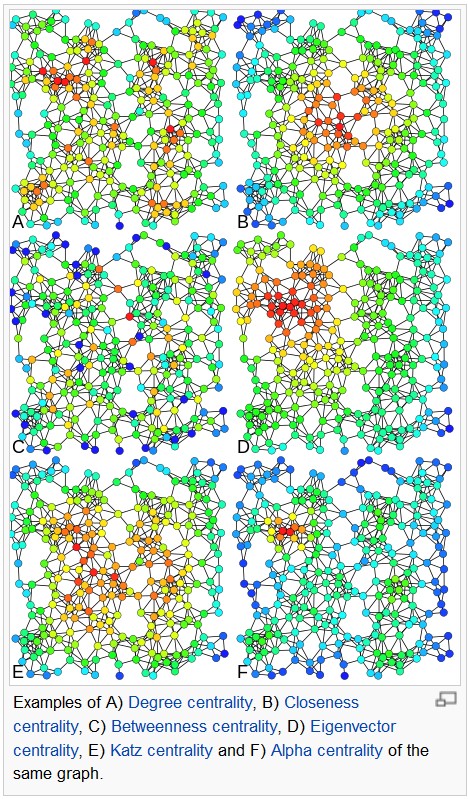 A
B
C
D
E
F
Examples of A) Degree centrality, B) Closeness
centrality, C) Betweenness centrality, D) Eigenvector
centrality, E) Katz centrality and F) Alpha centrality of the
same graph.